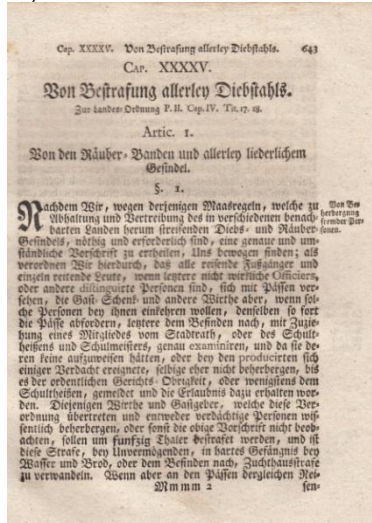 Cap. XXXXV. Von Bestrafung allerley Diebstahls. 643
CAP. XXXXV.
Von Bestrafung allerley Diebstahls.
Zur Landes-Ordnung P. II. Cap. IV. Tit. 17. 18.
Artic. 1.
Von den Räuber-Banden und allerley liederlichem
Gesindel.
§. 1.
Nachdem Wir, wegen derjenigen Maasregeln, welche zu
Abhaltung und Vertreibung des in verschiedenen benach-
barten Landen herum streifenden Diebs- und Räuber-
Gesindels, nöthig und erforderlich sind, eine genaue und um-
ständliche Vorschrift zu ertheilen, Uns bewogen finden; als
verordnen Wir hierdurch, daß alle reisende Fußgänger und
einzeln reitende Leute, wenn letztere nicht wirkliche Officiers,
oder andere distinguirte Personen sind, sich mit Pässen ver-
sehen, die Gast- Schenk- und andere Wirthe aber, wenn sol-
che Personen bey ihnen einkehren wollen, denselben so fort
die Pässe abfordern, letztere dem Befinden nach, mit Zuzie-
hung eines Mitgliedes vom Stadtrath, oder des Schult-
heißens und Schulmeisters, genau examiniren, und da sie de-
ren keine aufzuweisen hätten, oder bey den producirten sich
einiger Verdacht ereignete, selbige eher nicht beherbergen, bis
es der ordentlichen Gerichts-Obrigkeit, oder wenigstens dem
Schultheißen, gemeldet und die Erlaubniß dazu erhalten wor-
den. Diejenigen Wirthe und Gastgeber, welche diese Ver-
ordnung übertreten und entweder verdächtige Personen wis-
sentlich beherbergen, oder sonst die obige Vorschrift nicht beob-
achten, sollen um funfzig Thaler bestrafet werden, und ist
diese Strafe, bey Unvermögenden, in hartes Gefängniß bey
Wasser und Brod, oder dem Befinden nach, Zuchthausstrafe
zu verwandeln. Wenn aber an den Pässen dergleichen Rei-
Mmmm 2 sen-
Von Be-
herbergung
fremder Per-
sonen.